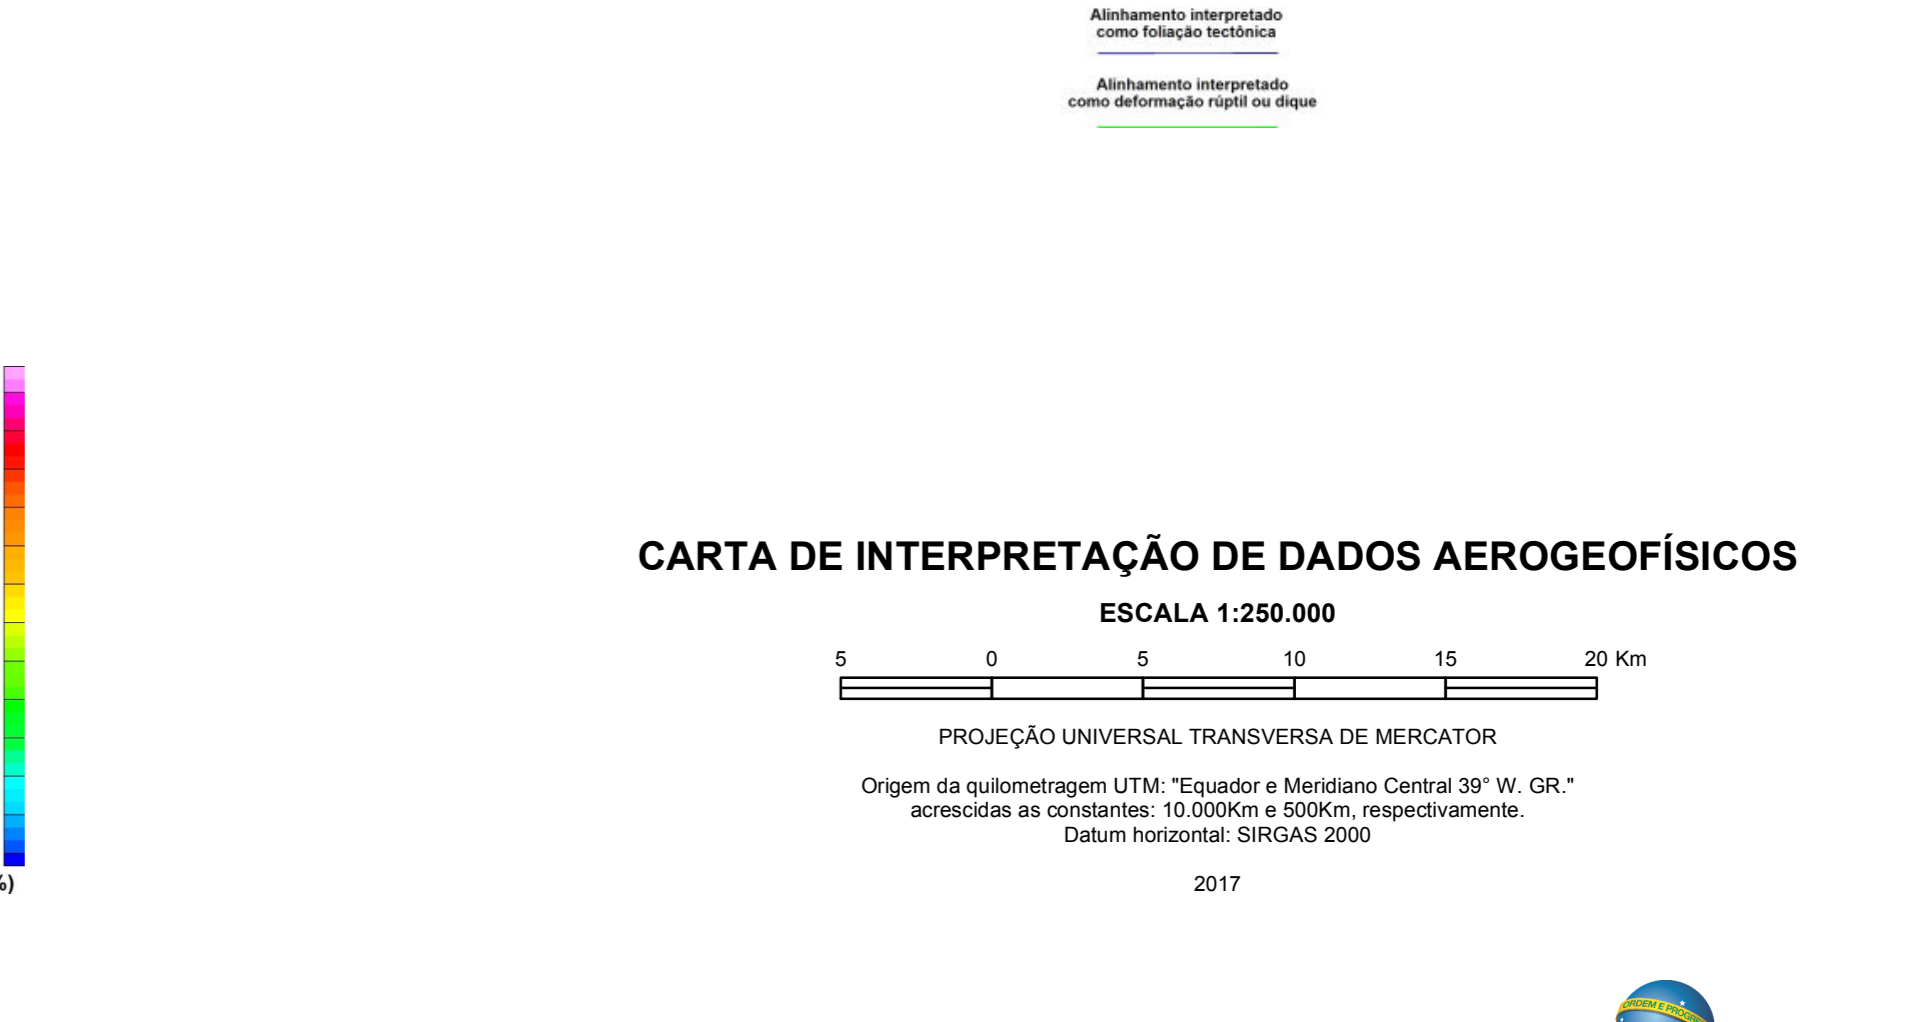 Alinhamento interpretado
como foliação tectônica
Alinhamento interpretado
como deformação rúptil ou dique
CARTA DE INTERPRETAÇÃO DE DADOS AEROGEOFÍSICOS
ESCALA 1:250.000
5 0 5 10 15 20 Km
PROJEÇÃO UNIVERSAL TRANSVERSA DE MERCATOR
Origem da quilometragem UTM: "Equador e Meridiano Central 39° W. GR."
acrescidas as constantes: 10.000Km e 500Km, respectivamente.
Datum horizontal: SIRGAS 2000
%)
2017
ORDEM E PROGRE